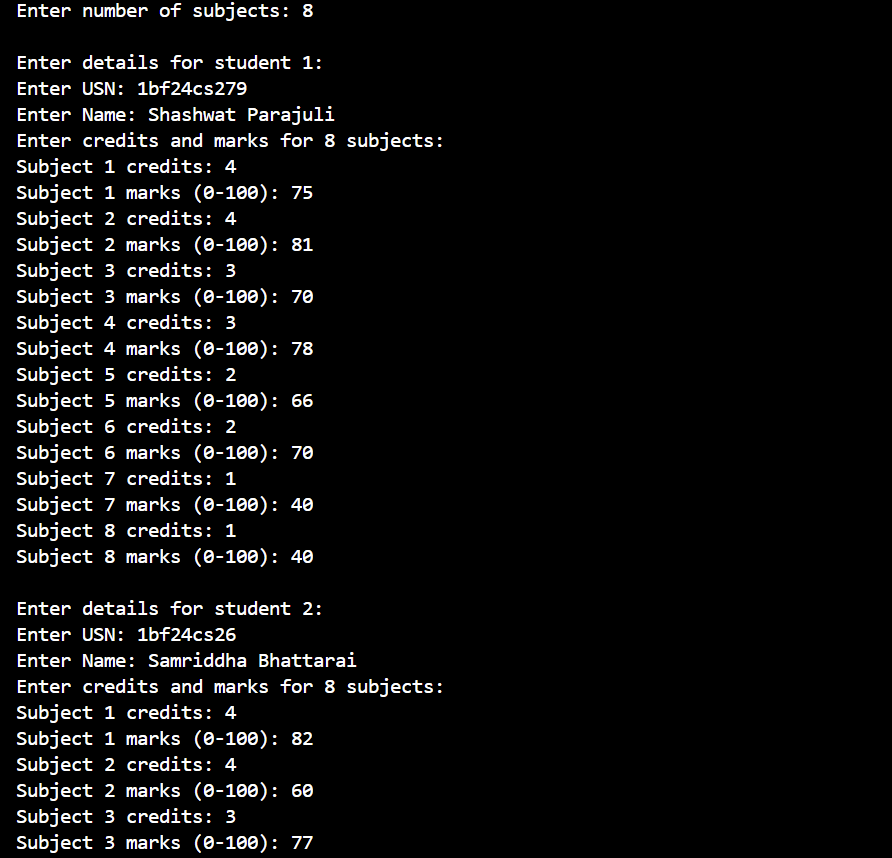 Enter number of subjects: 8
Enter details for student 1:
Enter USN: 1bf24cs279
Enter Name: Shashwat Parajuli
Enter credits and marks for 8 subjects:
Subject 1 credits: 4
Subject 1 marks (0-100): 75
Subject 2 credits: 4
Subject 2 marks (0-100): 81
Subject 3 credits: 3
Subject 3 marks (0-100): 70
Subject 4 credits: 3
Subject 4 marks (0-100): 78
Subject 5 credits: 2
Subject 5 marks (0-100): 66
Subject 6 credits: 2
Subject 6 marks (0-100): 70
Subject 7 credits: 1
Subject 7 marks (0-100): 40
Subject 8 credits: 1
Subject 8 marks (0-100): 40
Enter details for student 2:
Enter USN: 1bf24cs26
Enter Name: Samriddha Bhattarai
Enter credits and marks for 8 subjects:
Subject 1 credits: 4
Subject 1 marks (0-100): 82
Subject 2 credits: 4
Subject 2 marks (0-100): 60
Subject 3 credits: 3
Subject 3 marks (0-100): 77